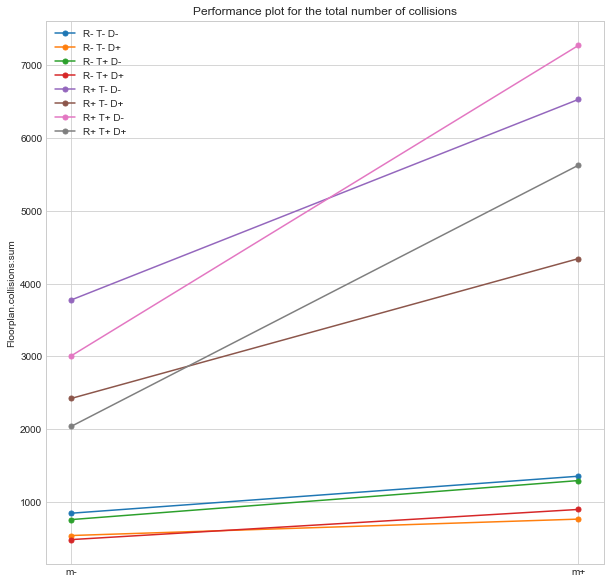 Performance plot for the total number of collisions
R- T- D-
R- T- D+
R- T+ D-
R- T+ D+
R+ T- D-
R+ T- D+
R+ T+ D-
R+ T+ D+
Floorplan.collisions:sum
7000
6000
5000
4000
3000
2000
1000
m-
m+